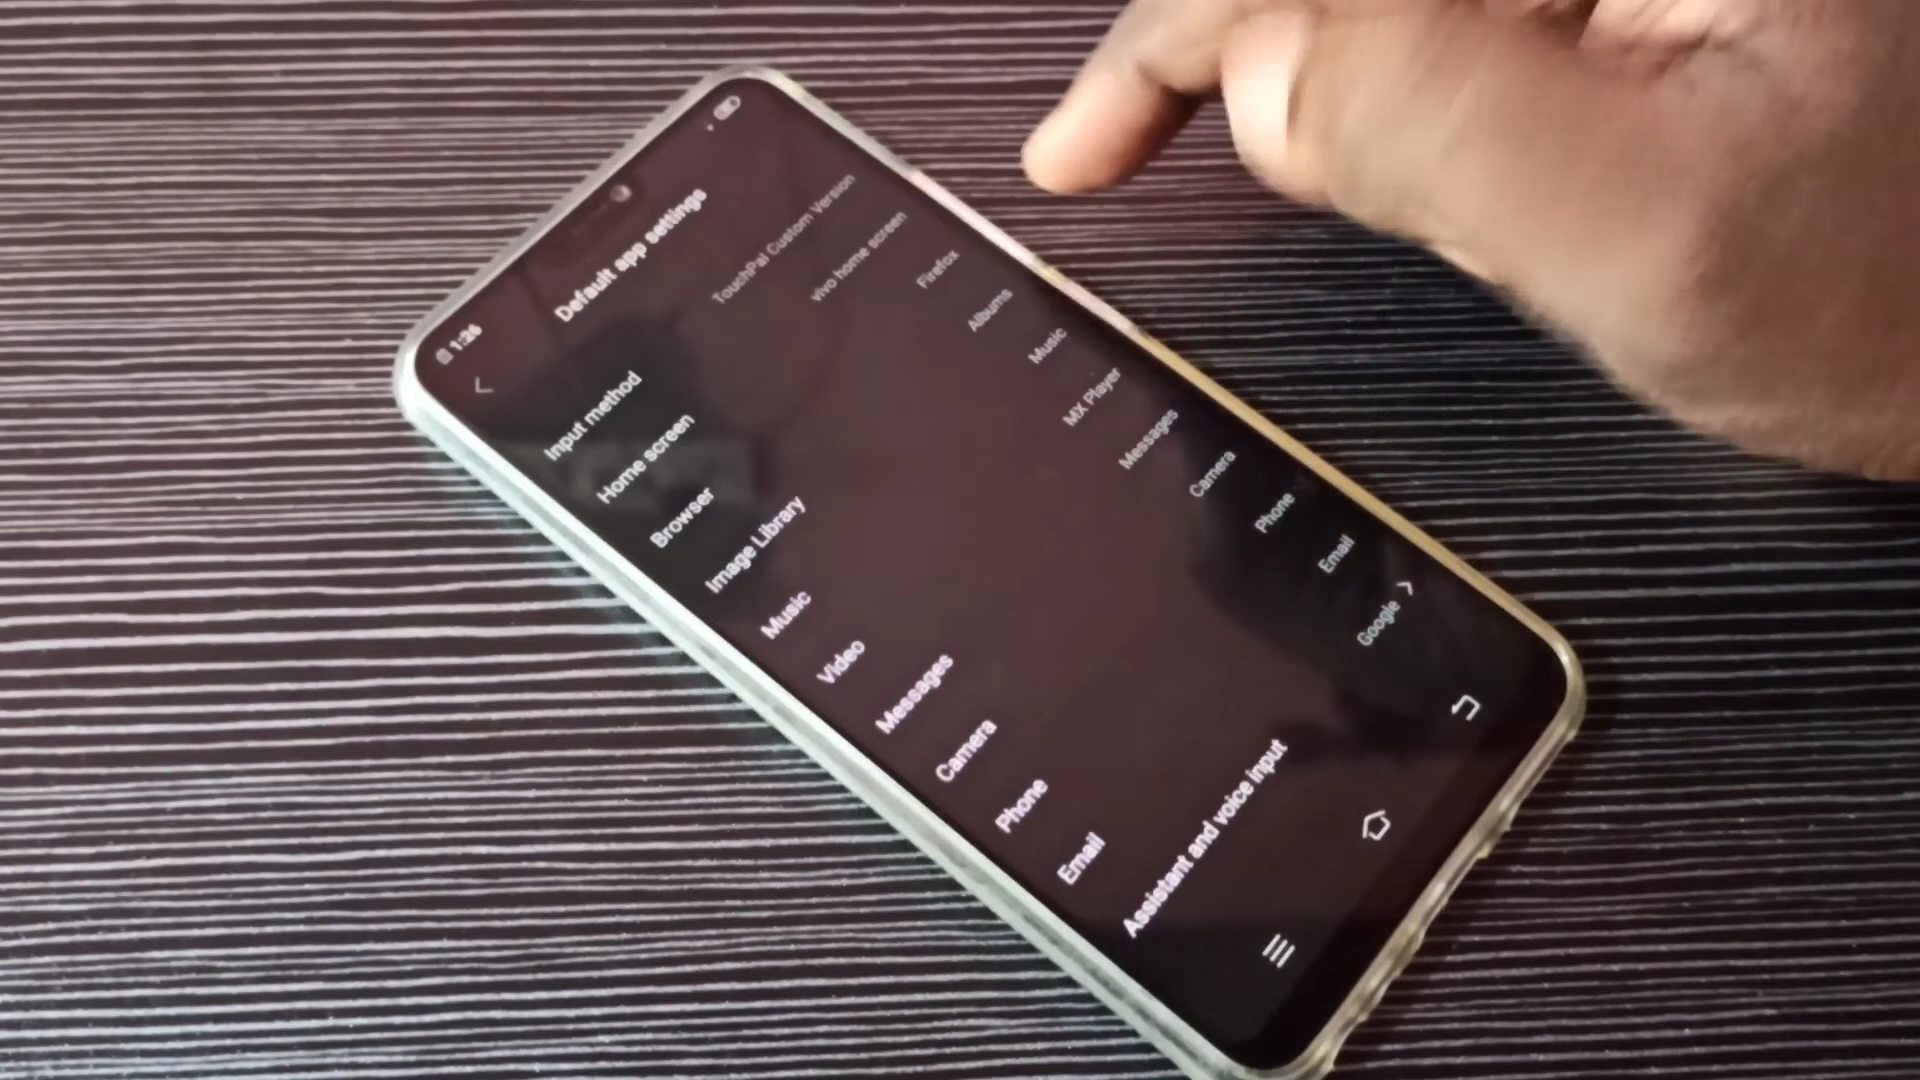 1:26
Default app settings
Input method TouchPal Custom Version
Home screen vivo home screen
Browser Firefox
Image Library Albums
Music Music
Video MX Player
Messages Messages
Camera Camera
Phone Phone
Email Email
Assistant and voice input Google